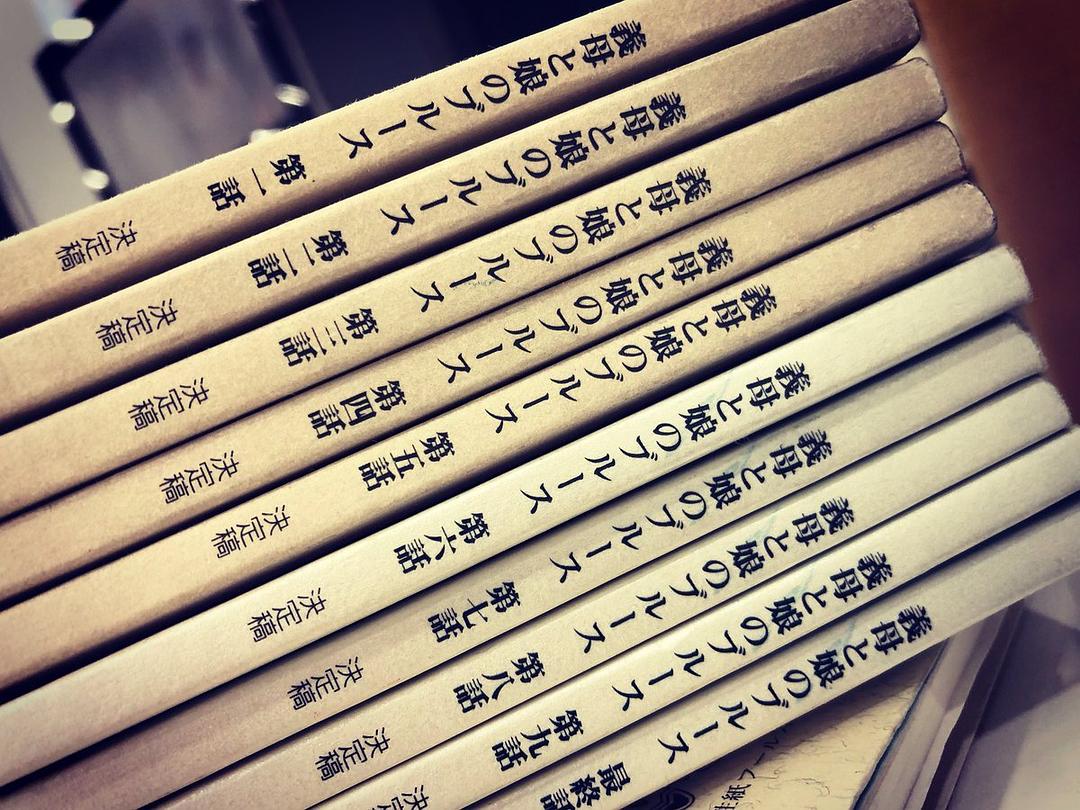 義母と娘のブルース 第一話 決定稿
義母と娘のブルース 第二話 決定稿
義母と娘のブルース 第三話 決定稿
義母と娘のブルース 第四話 決定稿
義母と娘のブルース 第五話 決定稿
義母と娘のブルース 第六話 決定稿
義母と娘のブルース 第七話 決定稿
義母と娘のブルース 第八話 決定稿
義母と娘のブルース 第九話 決定稿
義母と娘のブルース 最終話